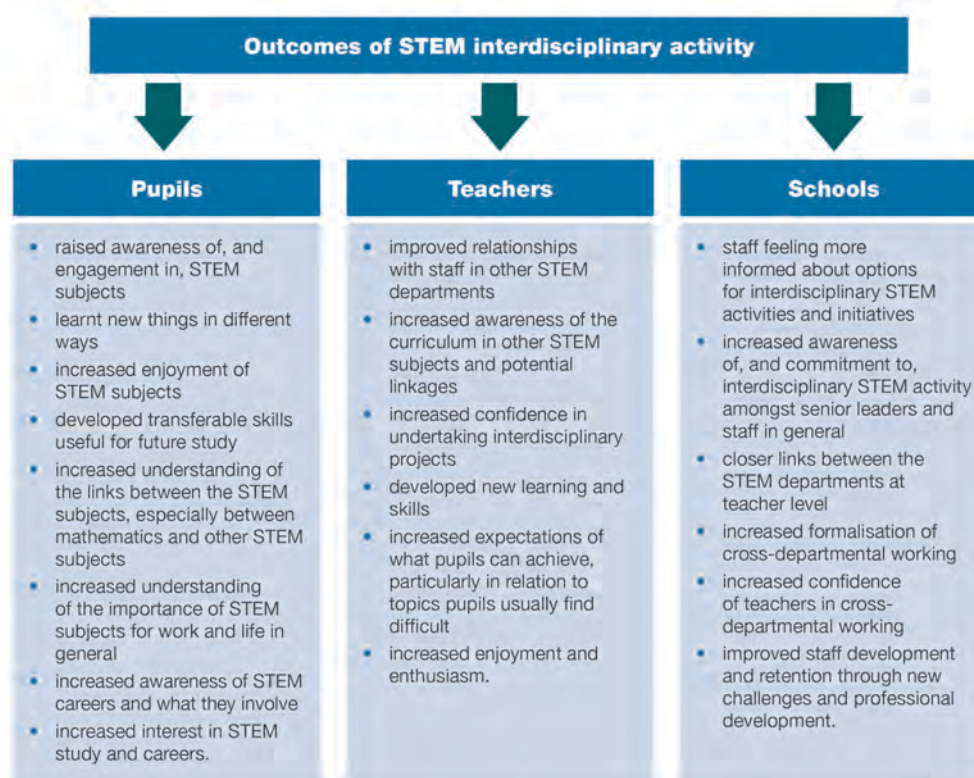 Outcomes of STEM interdisciplinary activity
Pupils
• raised awareness of, and
engagement in, STEM
subjects
• learnt new things in different
ways
• increased enjoyment of
STEM subjects
• developed transferable skills
useful for future study
• increased understanding of
the links between the STEM
subjects, especially between
mathematics and other STEM
subjects
• increased understanding
of the importance of STEM
subjects for work and life in
general
• increased awareness of STEM
careers and what they involve
• increased interest in STEM
study and careers.
Teachers
• improved relationships
with staff in other STEM
departments
• increased awareness of the
curriculum in other STEM
subjects and potential
linkages
• increased confidence in
undertaking interdisciplinary
projects
• developed new learning and
skills
• increased expectations of
what pupils can achieve,
particularly in relation to
topics pupils usually find
difficult
• increased enjoyment and
enthusiasm.
Schools
• staff feeling more
informed about options
for interdisciplinary STEM
activities and initiatives
• increased awareness
of, and commitment to,
interdisciplinary STEM activity
amongst senior leaders and
staff in general
• closer links between the
STEM departments at
teacher level
• increased formalisation of
cross-departmental working
• increased confidence
of teachers in cross-
departmental working
• improved staff development
and retention through new
challenges and professional
development.